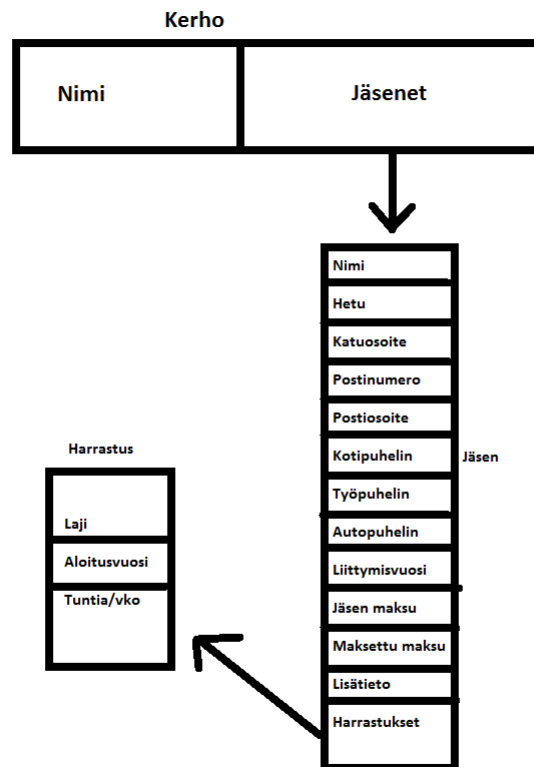 Kerho
Nimi
Jäsenet
Nimi
Hetu
Katuosoite
Postinumero
Postiosoite
Kotipuhelin
Työpuhelin
Autopuhelin
Liittymisvuosi
Jäsen maksu
Maksettu maksu
Lisätieto
Harrastukset
Jäsen
Harrastus
Laji
Aloitusvuosi
Tuntia/vko